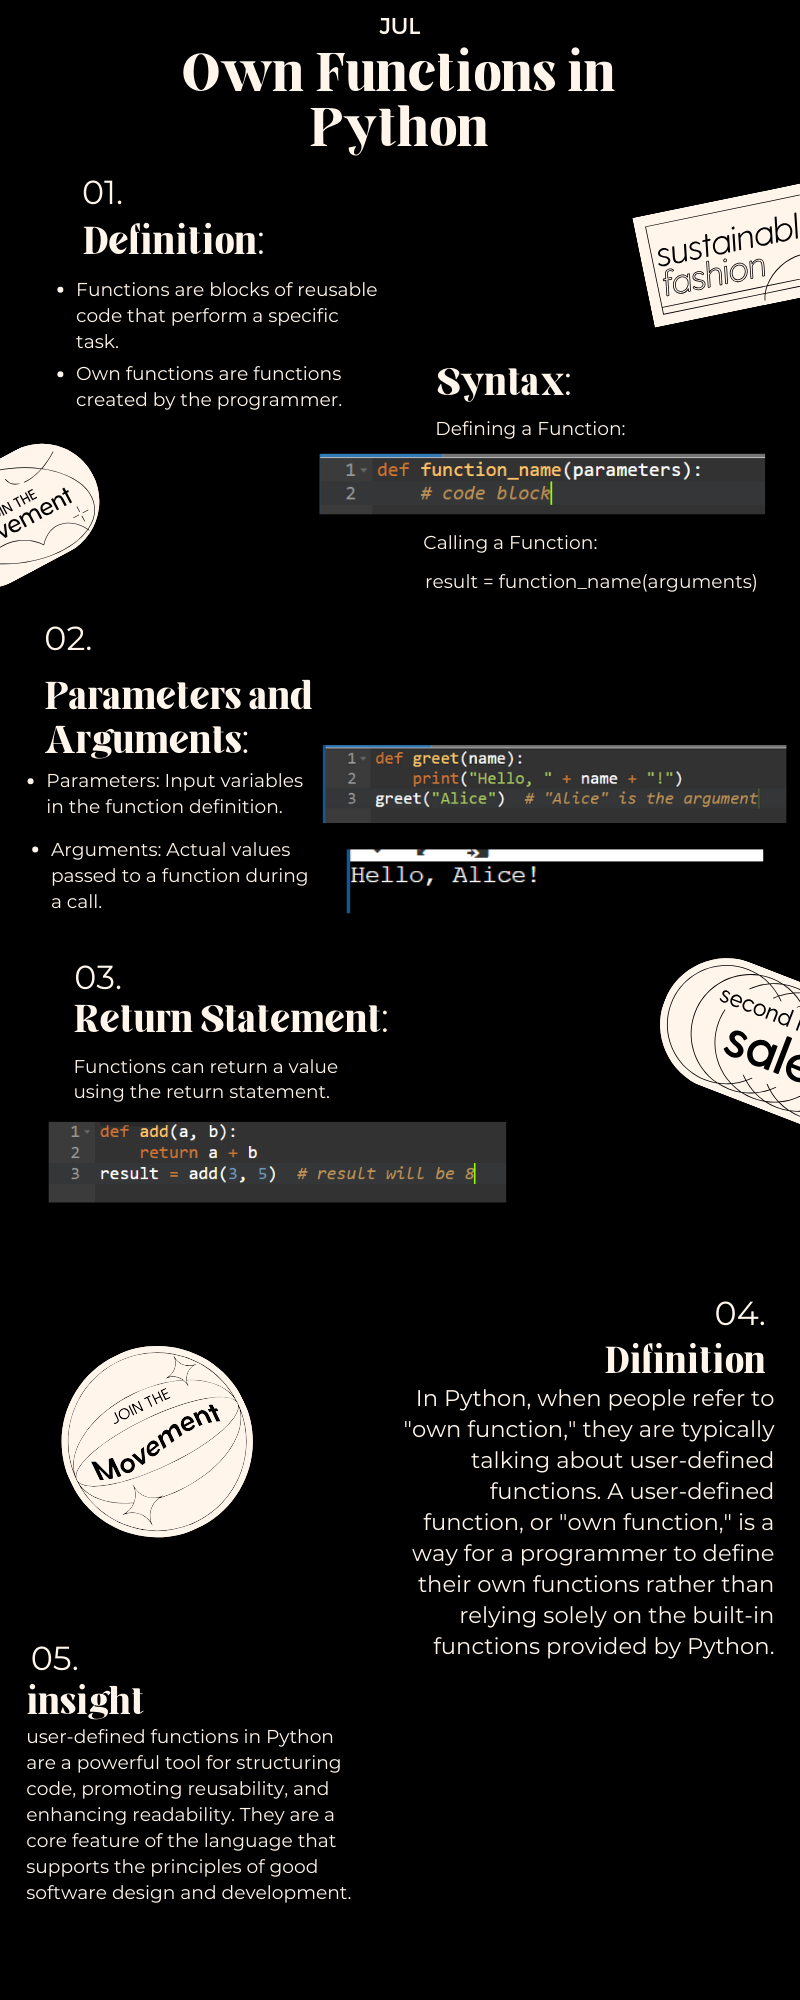 JUL
Own Functions in
Python
01.
Definition:
• Functions are blocks of reusable
code that perform a specific
task.
• Own functions are functions
created by the programmer.
sustainabl
fashion
Syntax:
Defining a Function:
1 def function_name(parameters):
2 # code block
IN THE
vement
Calling a Function:
result = function_name(arguments)
02.
Parameters and
Arguments:
• Parameters: Input variables
in the function definition.
• Arguments: Actual values
passed to a function during
a call.
1 def greet(name):
2 print("Hello, " + name + "!")
3 greet("Alice") # "Alice" is the argument
Hello, Alice!
03.
Return Statement:
Functions can return a value
using the return statement.
second
sale
1 def add(a, b):
2 return a + b
3 result = add(3, 5) # result will be 8
04.
Difinition
In Python, when people refer to
"own function," they are typically
talking about user-defined
functions. A user-defined
function, or "own function," is a
way for a programmer to define
their own functions rather than
relying solely on the built-in
functions provided by Python.
JOIN THE
Movement
05.
insight
user-defined functions in Python
are a powerful tool for structuring
code, promoting reusability, and
enhancing readability. They are a
core feature of the language that
supports the principles of good
software design and development.